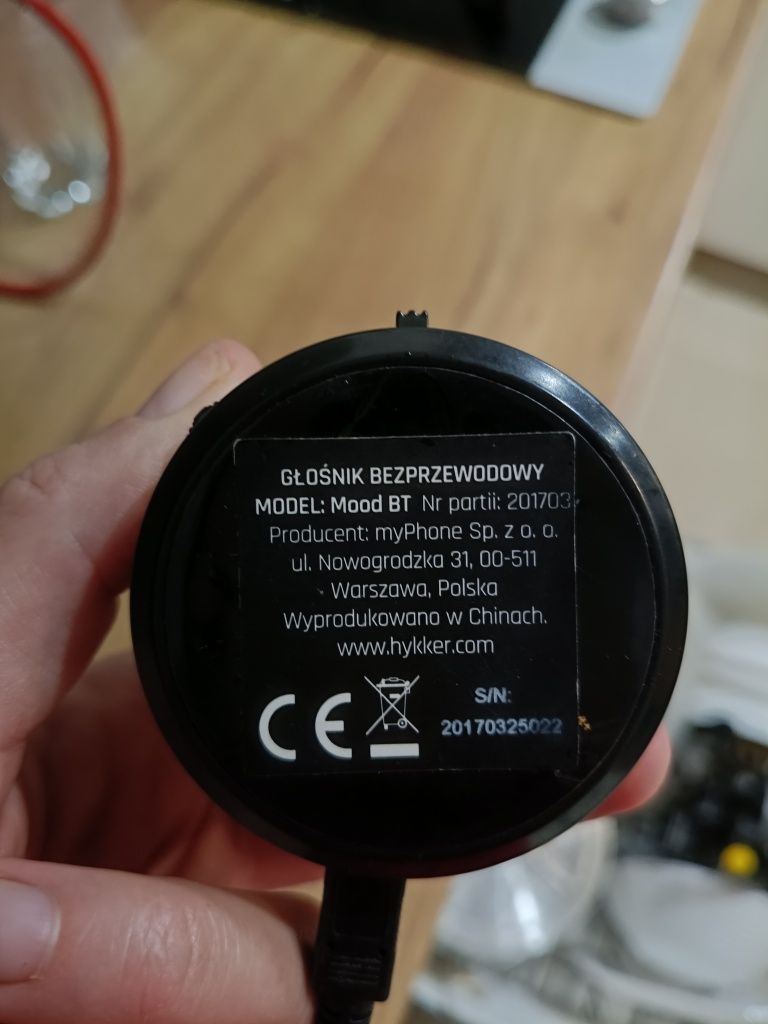 GŁOŚNIK BEZPRZEWODOWY
MODEL: Mood BT Nr partii: 201703
Producent: myPhone Sp. z o. o.
ul. Nowogrodzka 31, 00-511
Warszawa, Polska
Wyprodukowano w Chinach.
www.hykker.com
CE
S/N:
20170325022